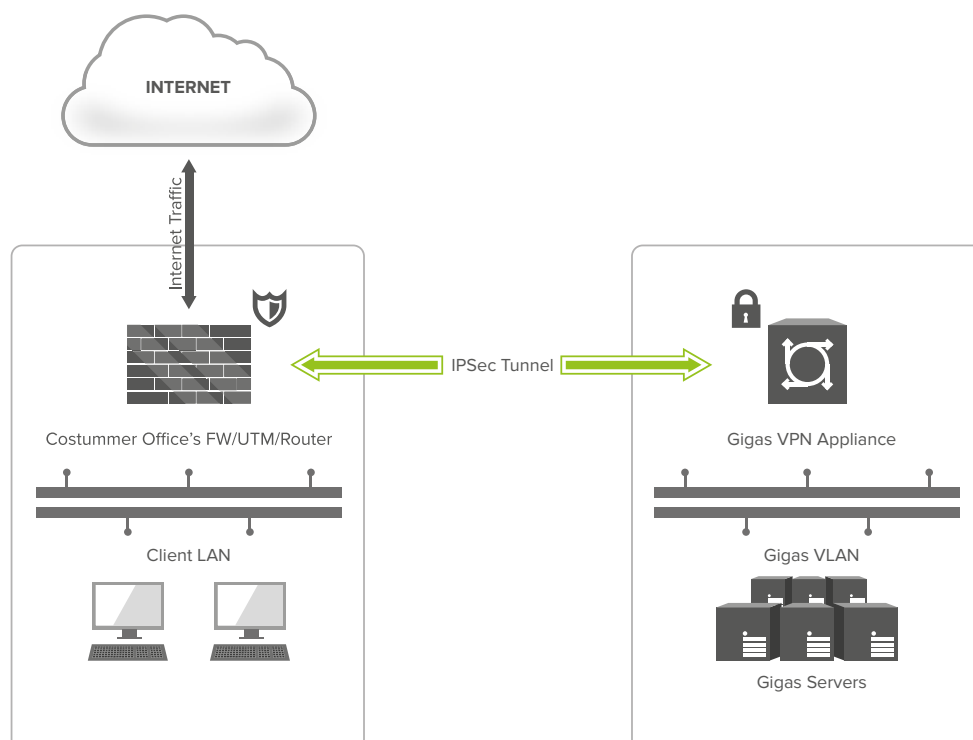 INTERNET
Internet Traffic
IPSec Tunnel
Costummer Office's FW/UTM/Router
Gigas VPN Appliance
Client LAN
Gigas VLAN
Gigas Servers